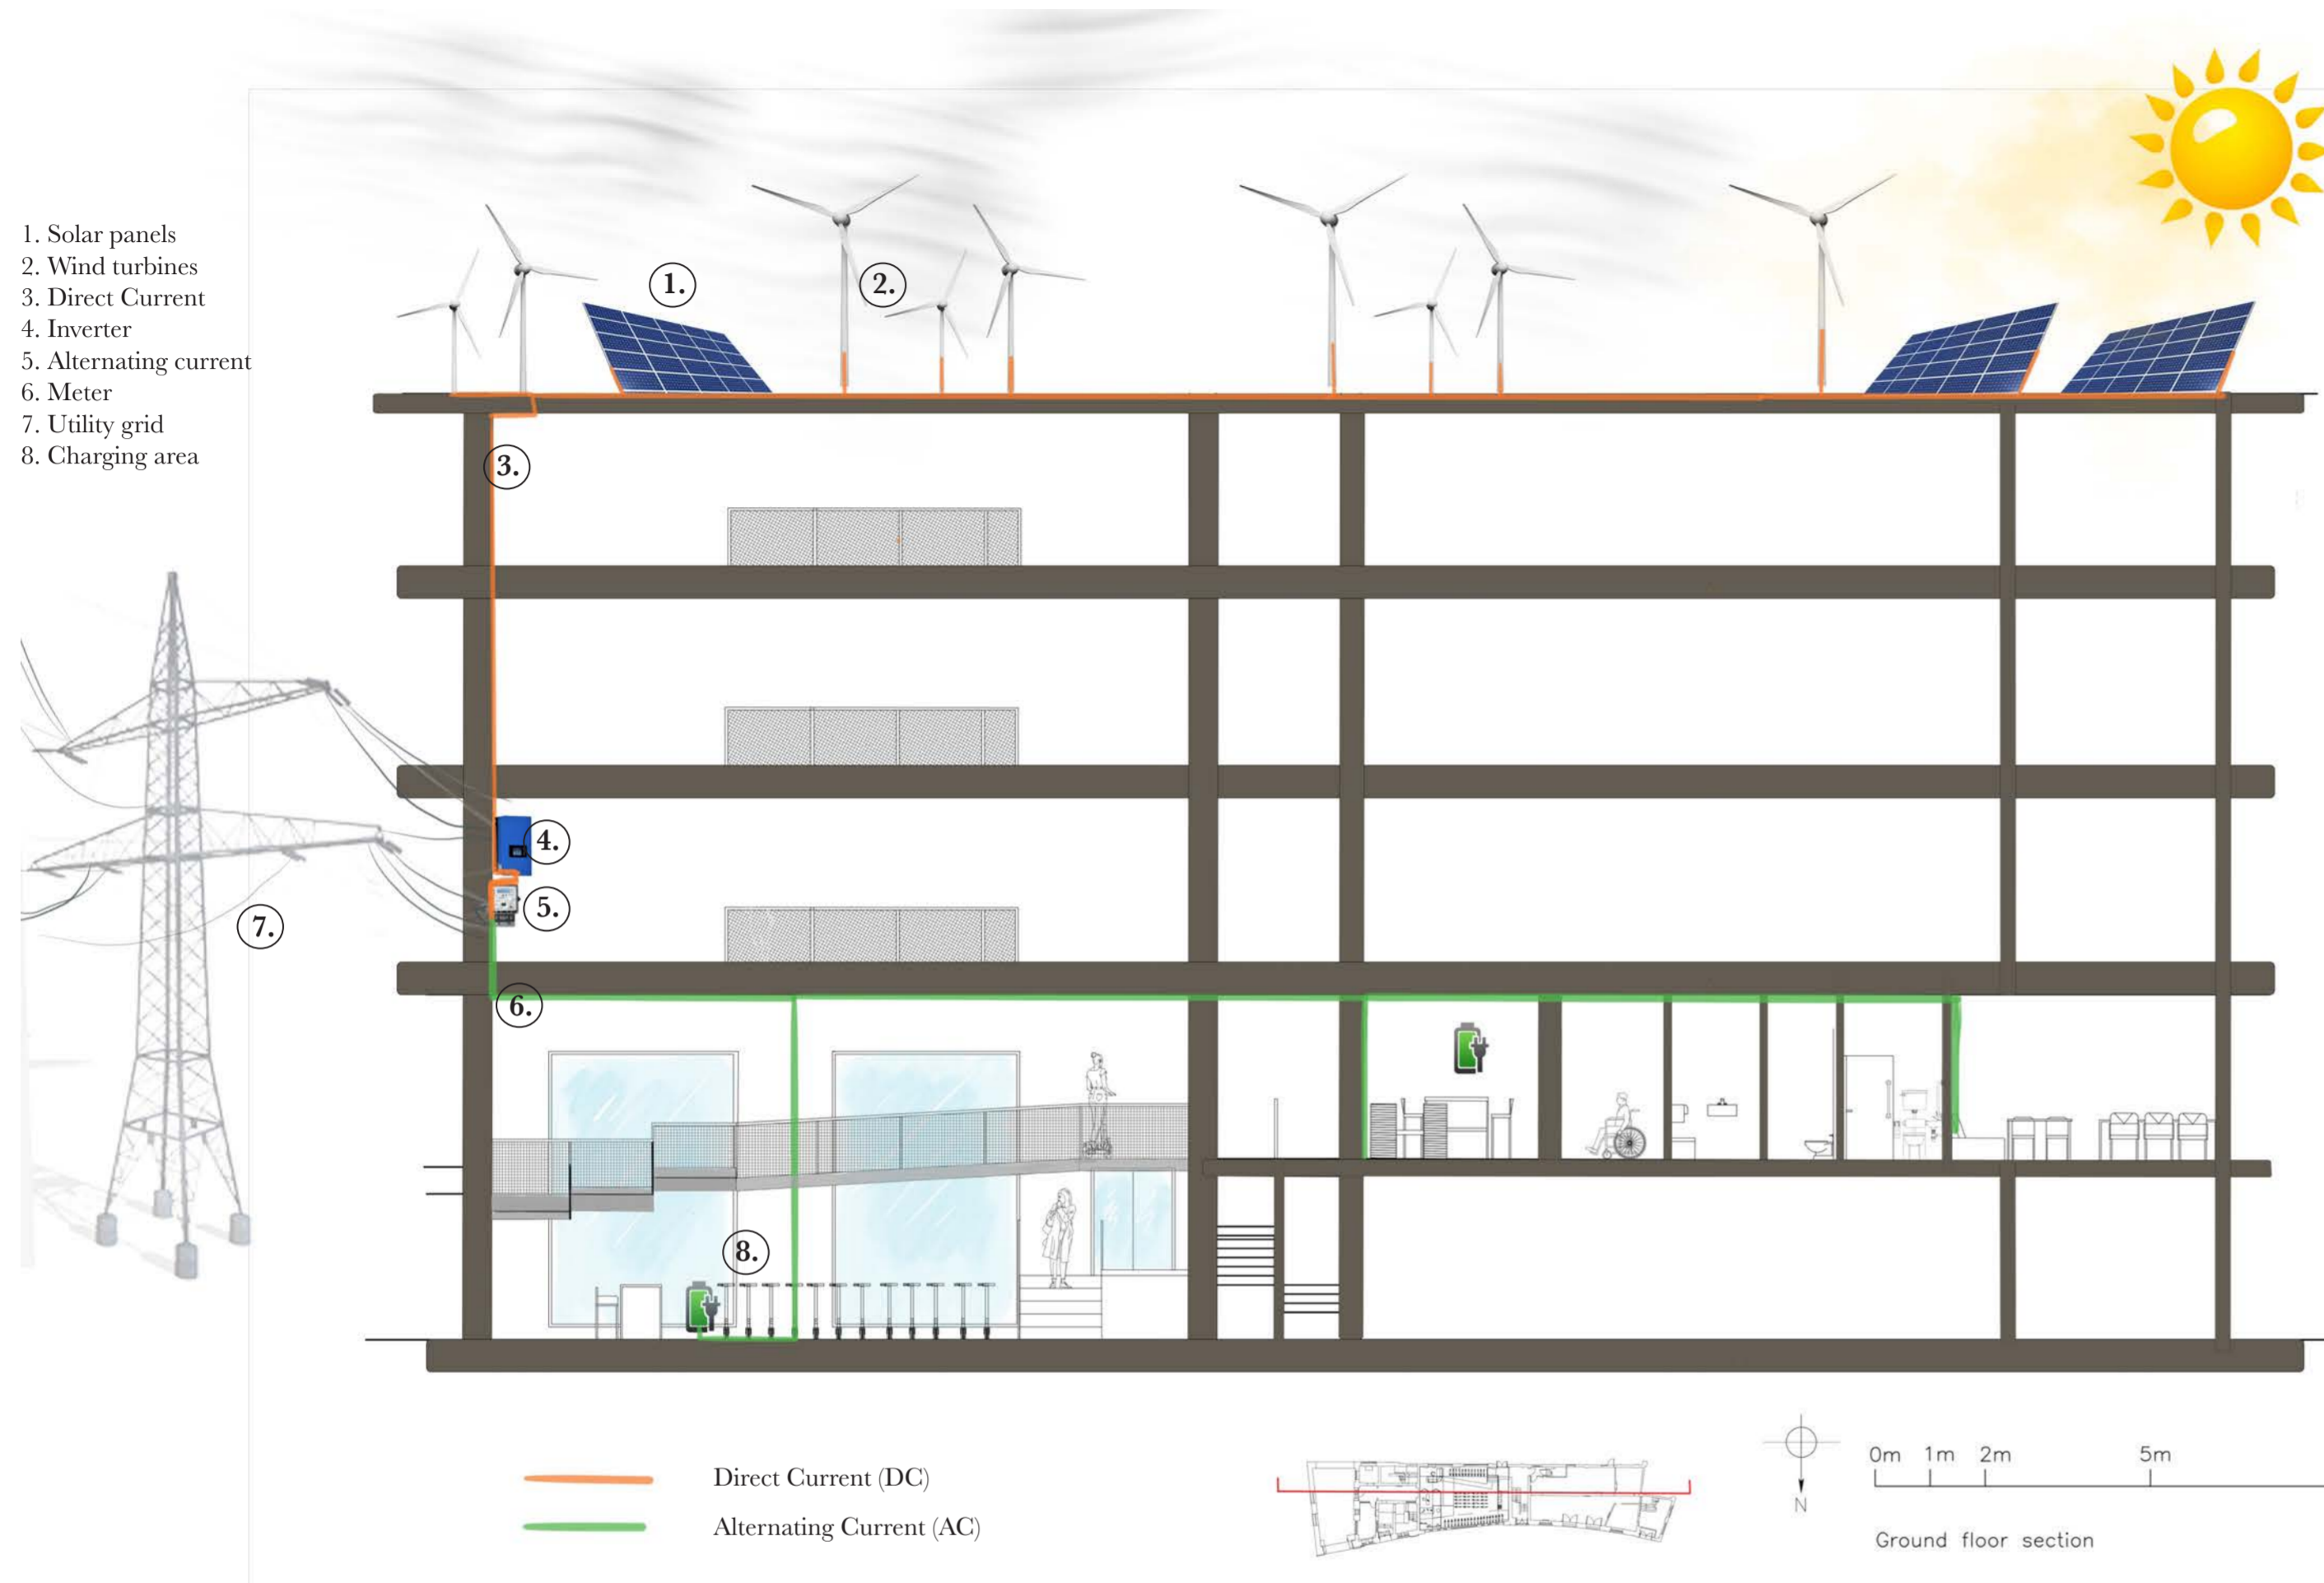 1. Solar panels
2. Wind turbines
3. Direct Current
4. Inverter
5. Alternating current
6. Meter
7. Utility grid
8. Charging area
1.
2.
3.
4.
5.
7.
6.
8.
Direct Current (DC)
Alternating Current (AC)
N
0m 1m 2m 5m
Ground floor section